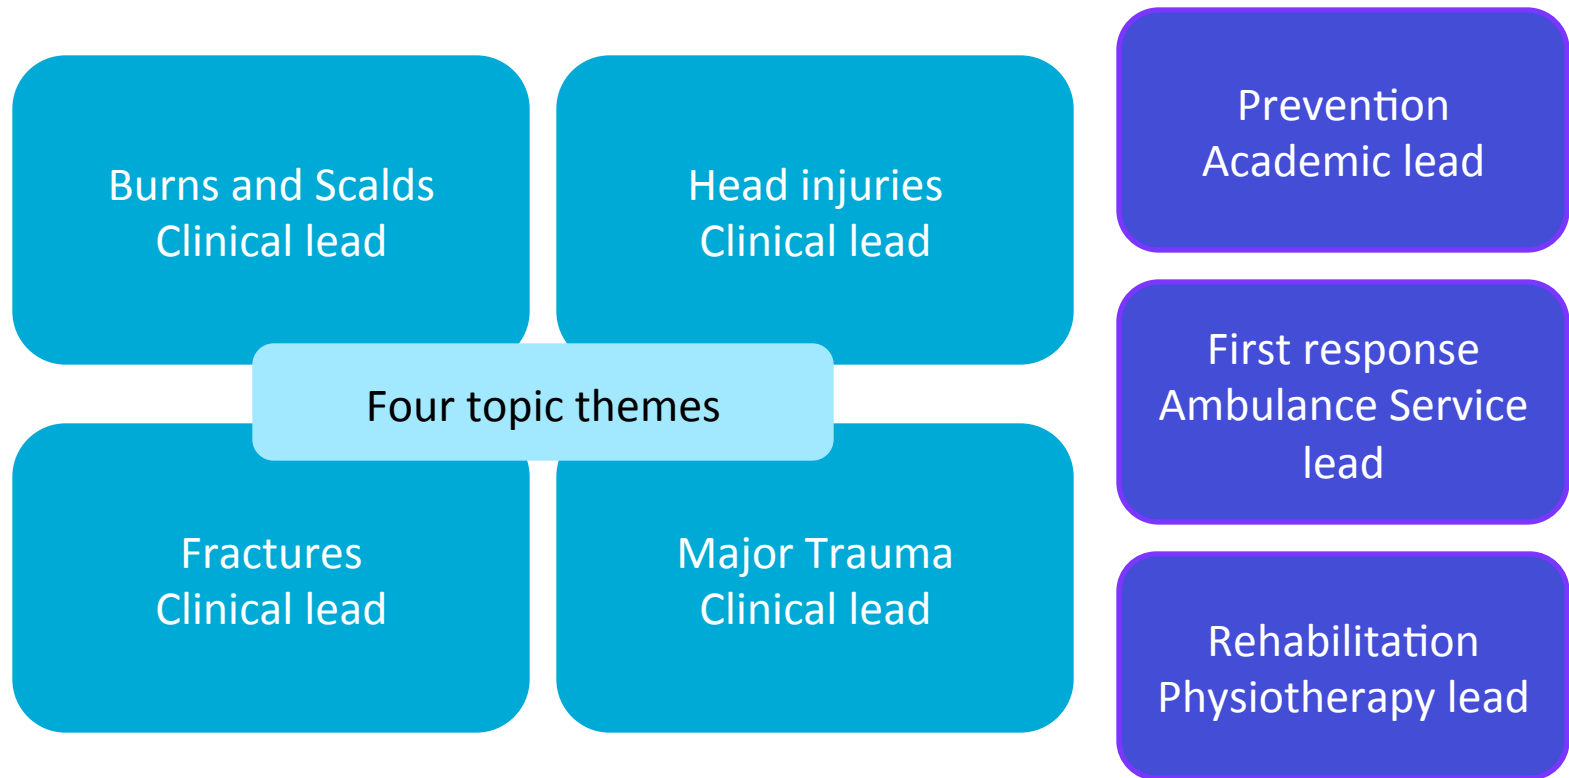 Burns and Scalds
Clinical lead
Head injuries
Clinical lead
Four topic themes
Fractures
Clinical lead
Major Trauma
Clinical lead
Prevention
Academic lead
First response
Ambulance Service
lead
Rehabilitation
Physiotherapy lead